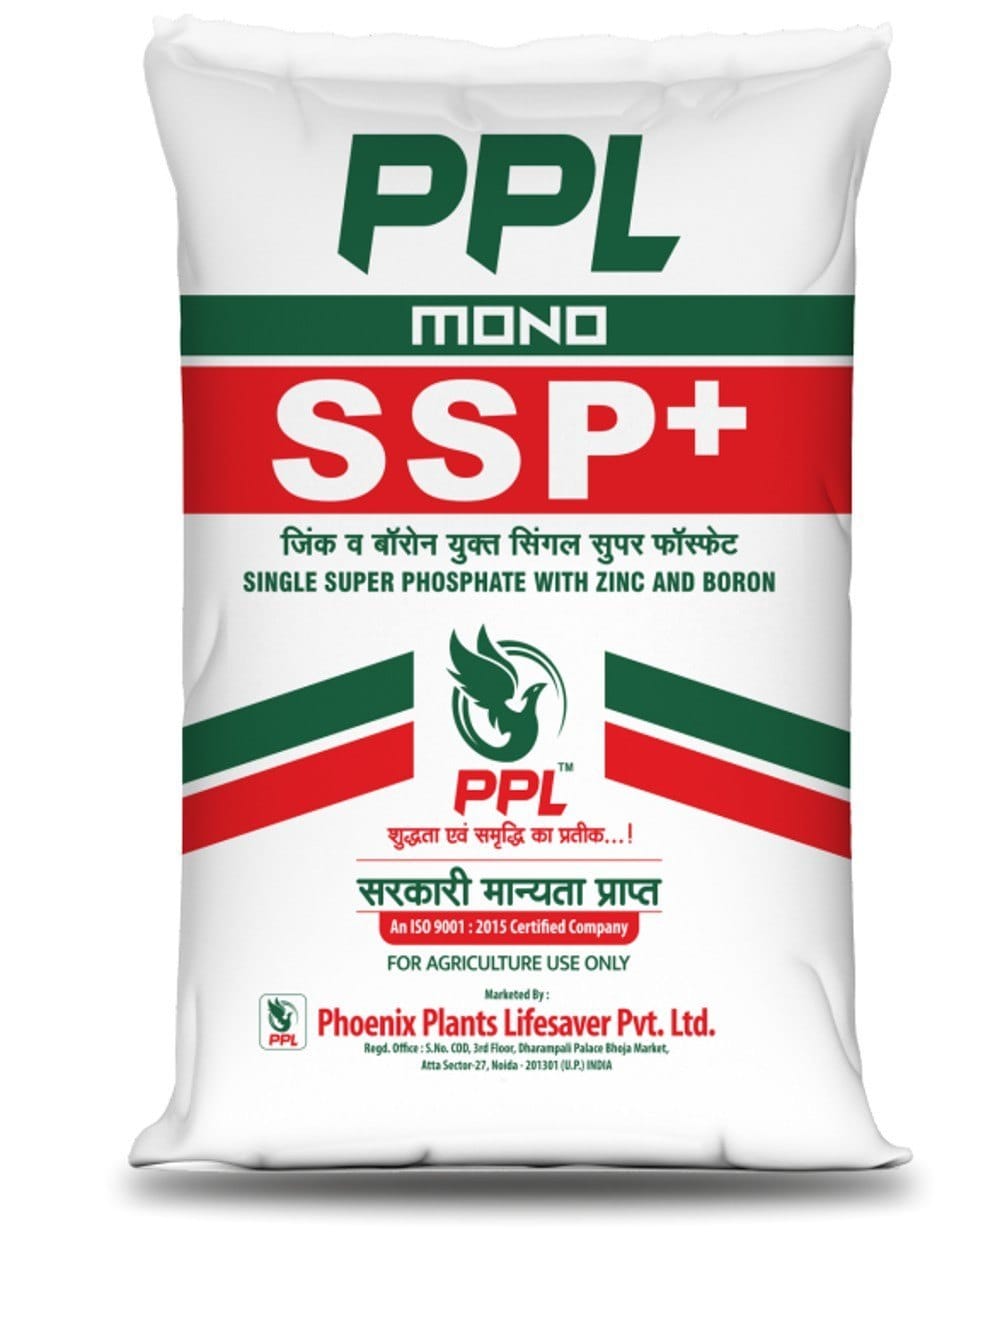 PPL
MONO
SSP+
जिंक व बॉरोन युक्त सिंगल सुपर फॉस्फेट
SINGLE SUPER PHOSPHATE WITH ZINC AND BORON
PPL™
शुद्धता एवं समृद्धि का प्रतीक...!
सरकारी मान्यता प्राप्त
An ISO 9001 : 2015 Certified Company
FOR AGRICULTURE USE ONLY
Marketed By :
PPL
Phoenix Plants Lifesaver Pvt. Ltd.
Regd. Office : S.No. COD, 3rd Floor, Dharampali Palace Bhoja Market,
Atta Sector-27, Noida - 201301 (U.P.) INDIA